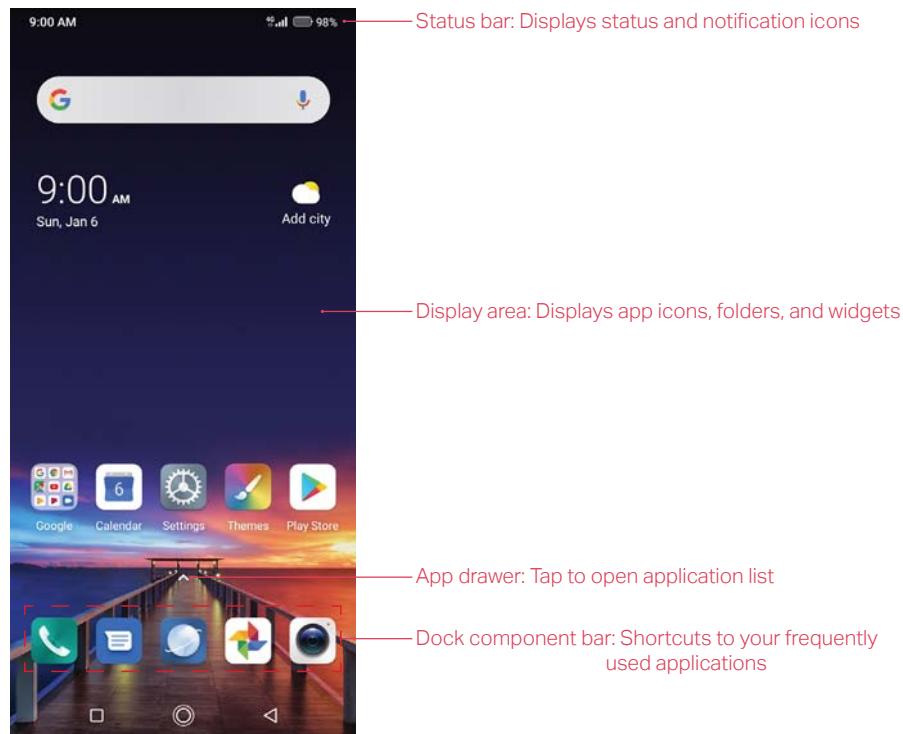 9:00 AM
4G
98%
Status bar: Displays status and notification icons
G
9:00 AM
Sun, Jan 6
Add city
Display area: Displays app icons, folders, and widgets
6
Google
Calendar
Settings
Themes
Play Store
App drawer: Tap to open application list
Dock component bar: Shortcuts to your frequently
used applications